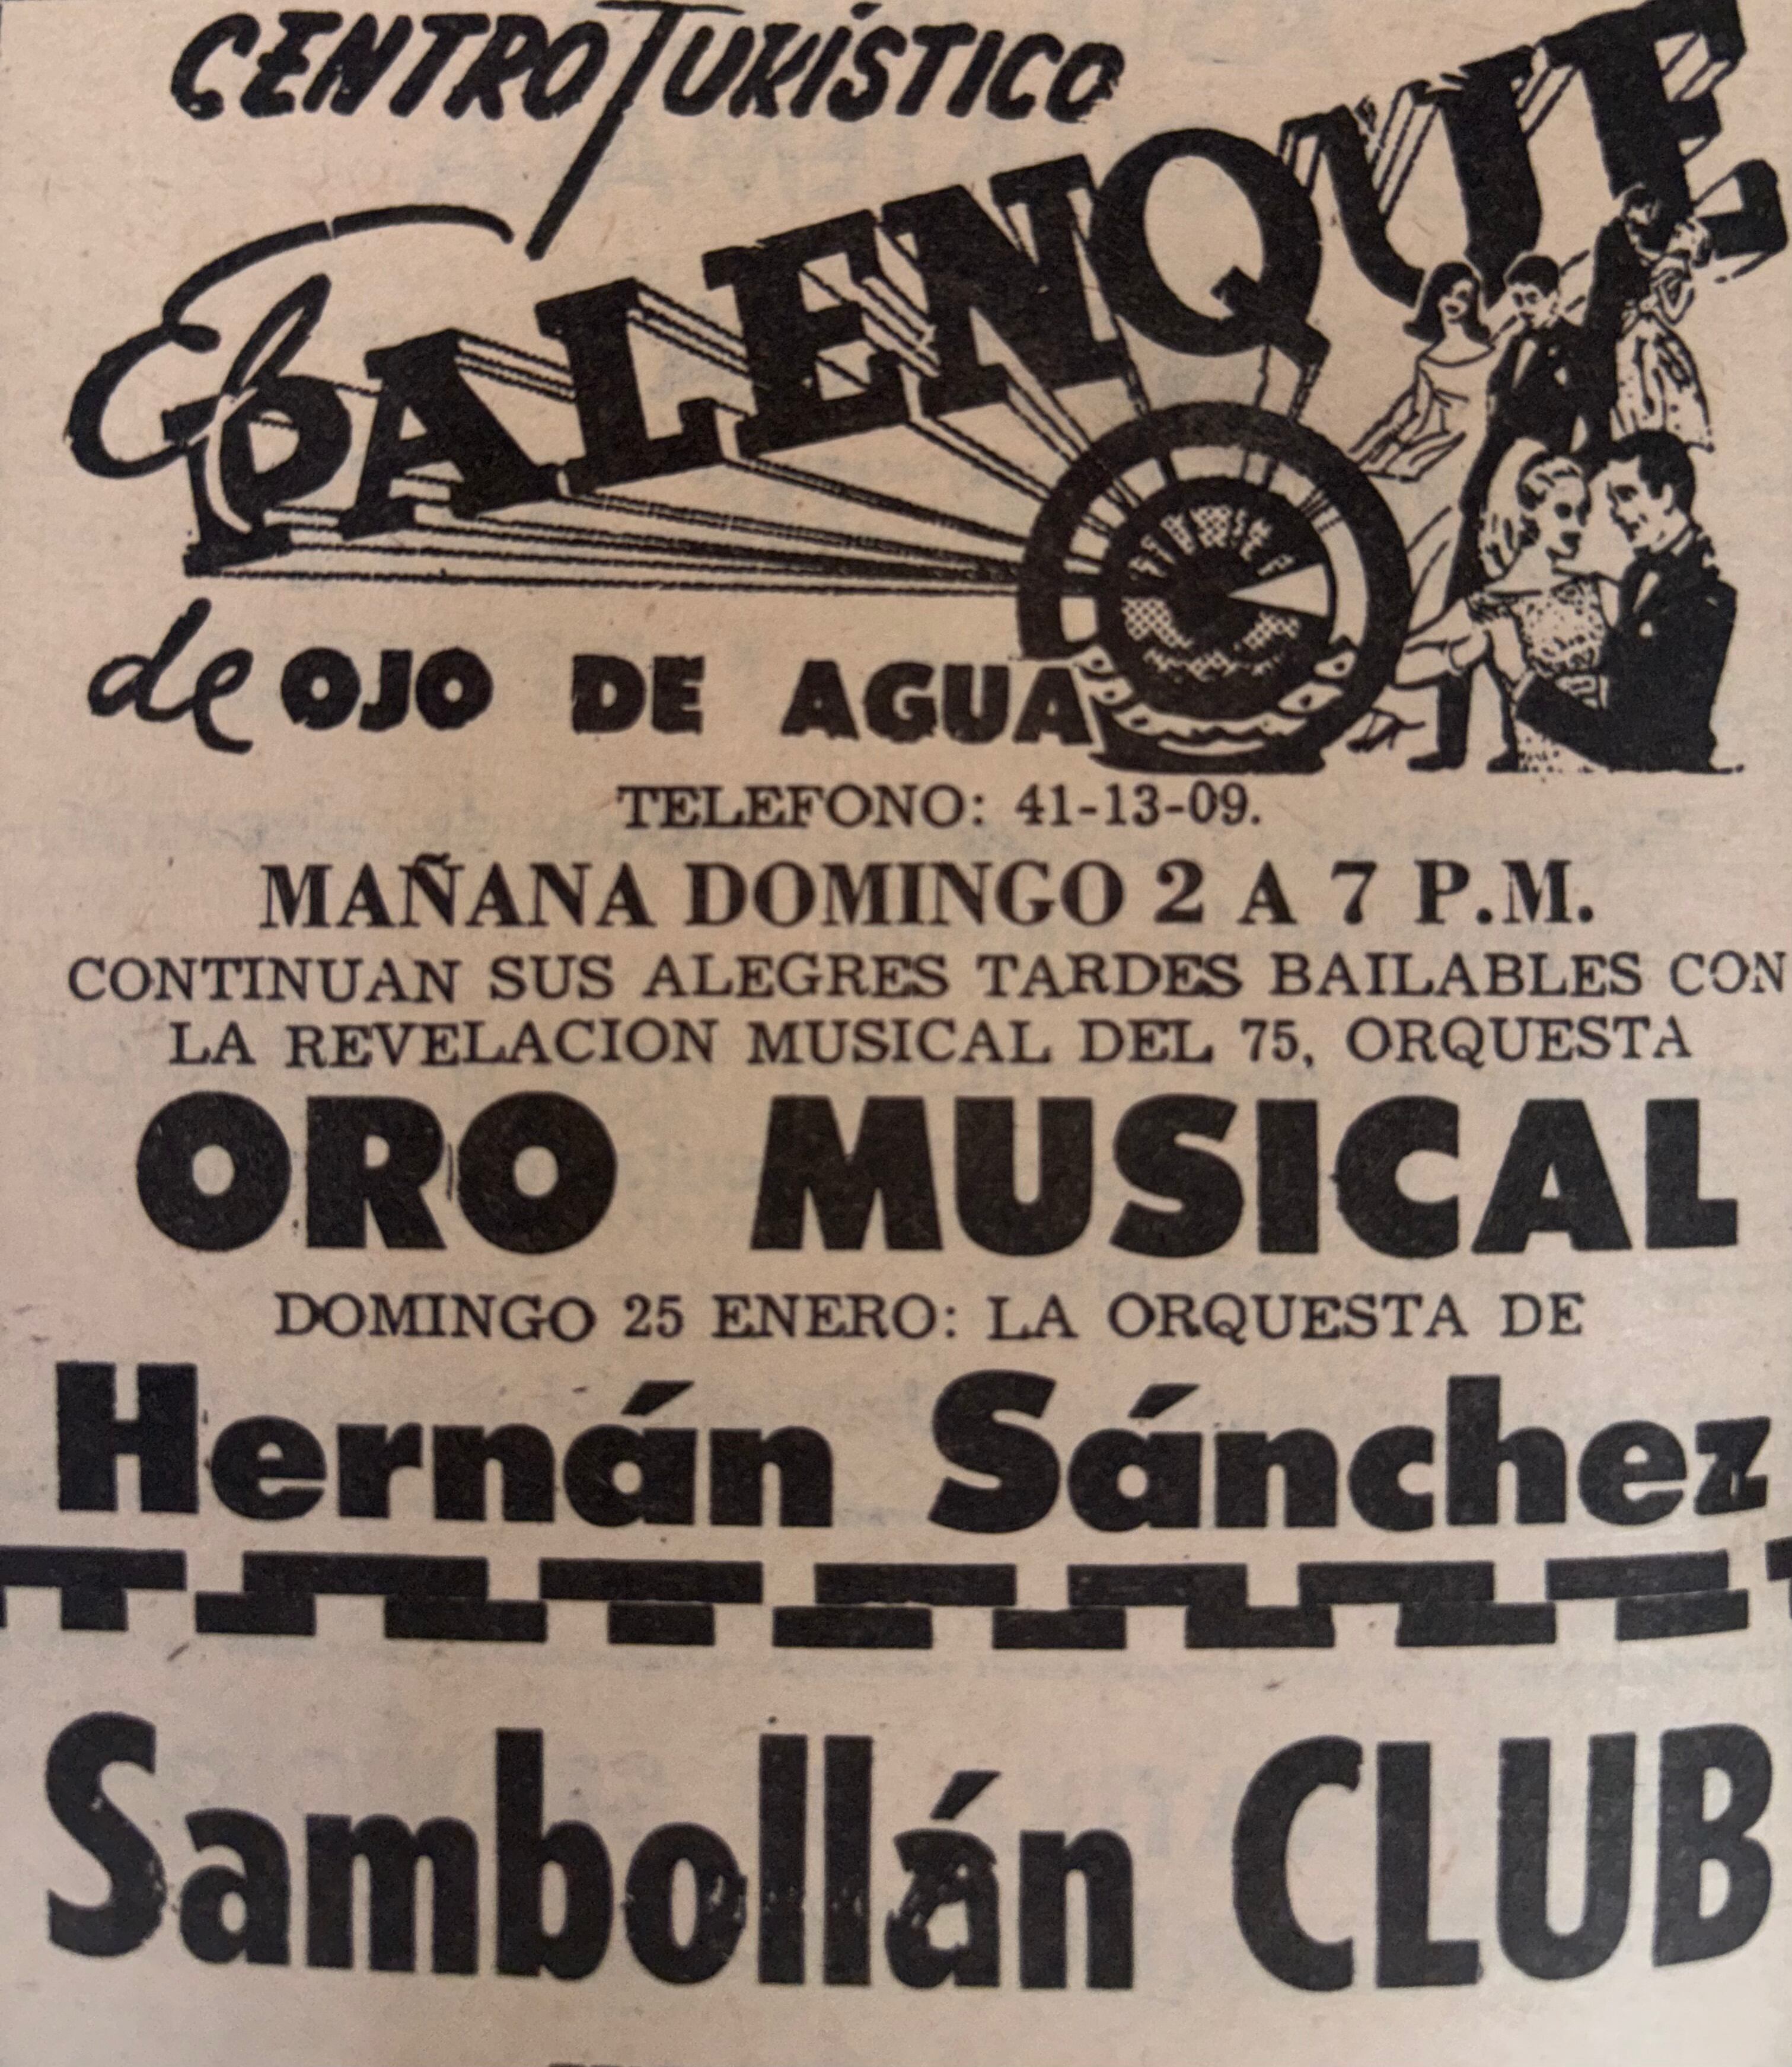 CENTRO TURÍSTICO
El PALENQUE
de OJO DE AGUA
TELEFONO: 41-13-09.
MAÑANA DOMINGO 2 A 7 P.M.
CONTINUAN SUS ALEGRES TARDES BAILABLES CON
LA REVELACION MUSICAL DEL 75, ORQUESTA
ORO MUSICAL
DOMINGO 25 ENERO: LA ORQUESTA DE
Hernán Sánchez
Sambollán CLUB